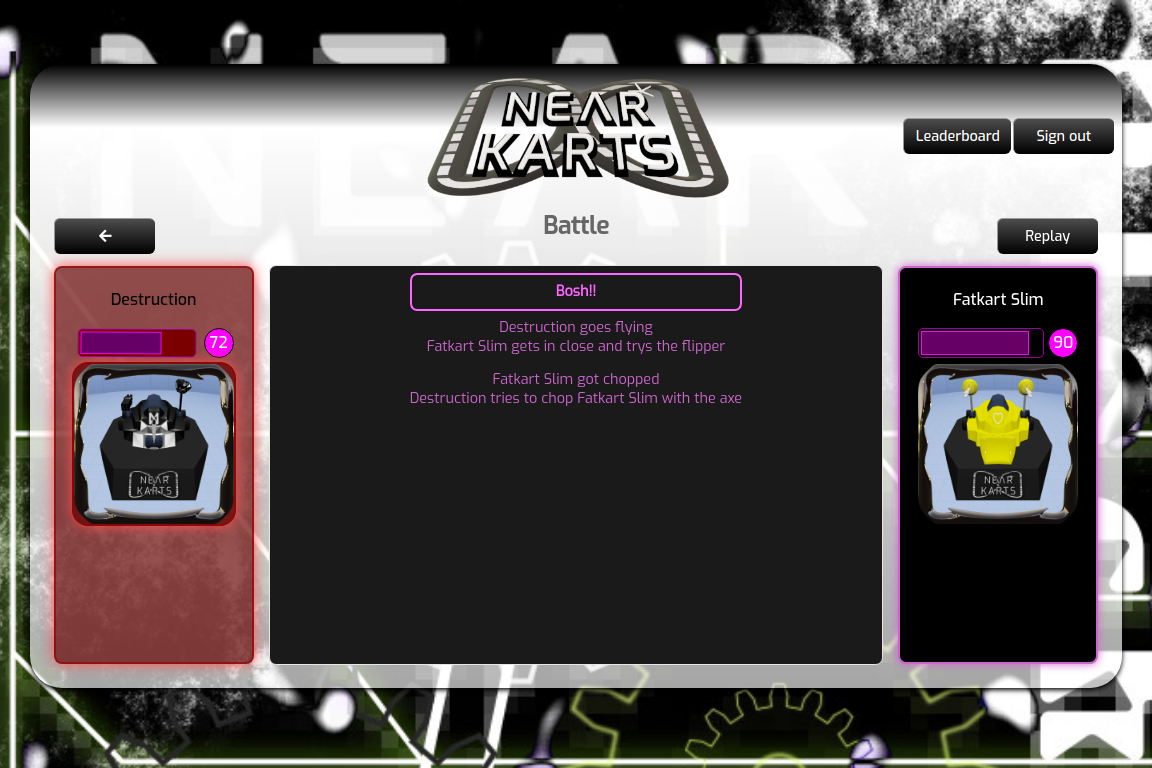 NEAR
KARTS
Leaderboard
Sign out
Battle
Replay
Destruction
72
NEAR
KARTS
Bosh!!
Destruction goes flying
Fatkart Slim gets in close and trys the flipper
Fatkart Slim got chopped
Destruction tries to chop Fatkart Slim with the axe
Fatkart Slim
90
NEAR
KARTS